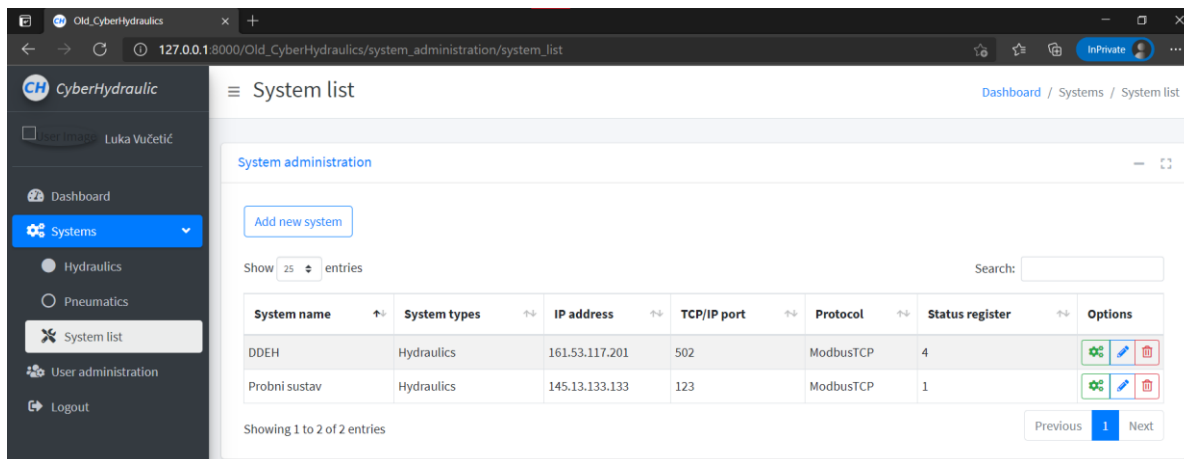 Old_CyberHydraulics
127.0.0.1:8000/Old_CyberHydraulics/system_administration/system_list
InPrivate
CH CyberHydraulic
System list
Dashboard / Systems / System list
User Image Luka Vučetić
System administration
Dashboard
Systems
Hydraulics
Pneumatics
System list
User administration
Logout
Add new system
Show 25 entries
Search:
System name System types IP address TCP/IP port Protocol Status register Options
DDEH Hydraulics 161.53.117.201 502 ModbusTCP 4
Probni sustav Hydraulics 145.13.133.133 123 ModbusTCP 1
Showing 1 to 2 of 2 entries
Previous 1 Next